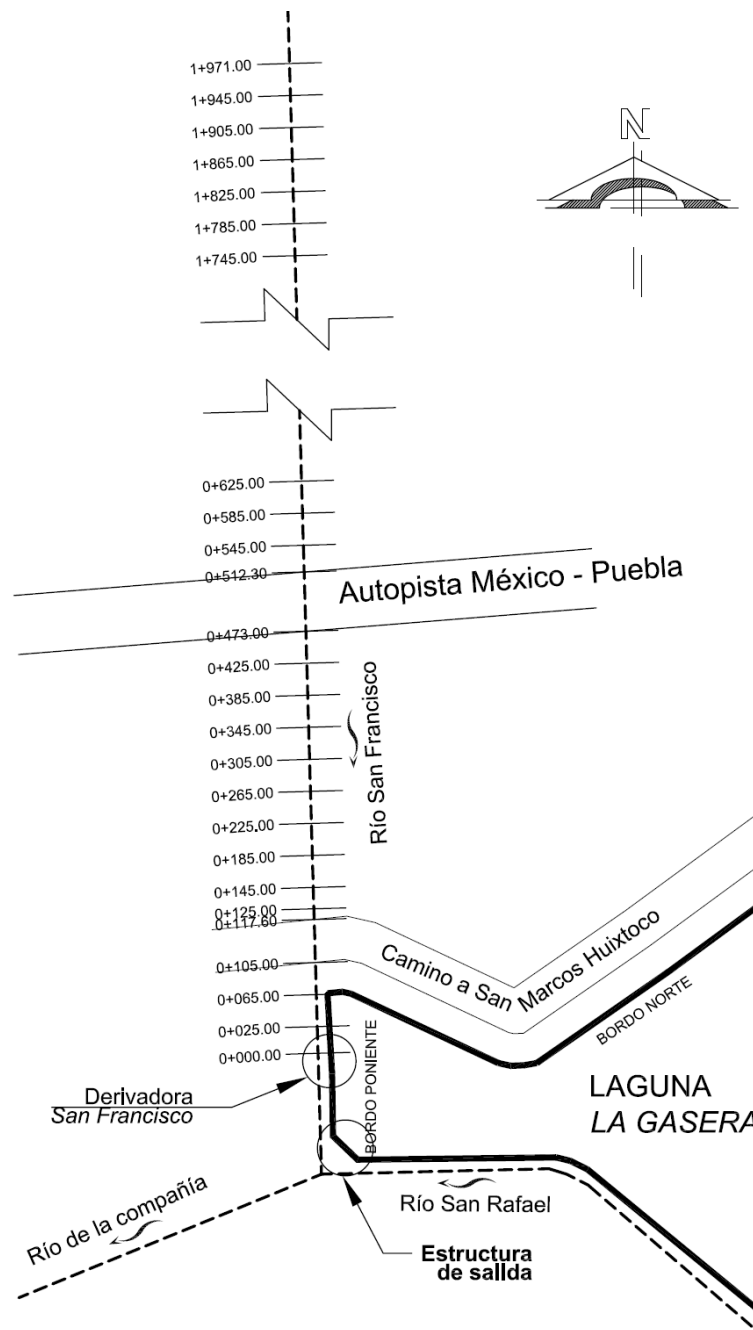 1+971.00
1+945.00
1+905.00
1+865.00
1+825.00
1+785.00
1+745.00
N
0+625.00
0+585.00
0+545.00
0+512.30
Autopista México - Puebla
0+473.00
0+425.00
0+385.00
0+345.00
0+305.00
0+265.00
0+225.00
0+185.00
0+145.00
0+125.00
0+117.60
0+105.00
0+065.00
0+025.00
0+000.00
Río San Francisco
Camino a San Marcos Huixtoco
BORDO NORTE
BORDO PONIENTE
Derivadora
San Francisco
LAGUNA
LA GASERA
Río de la compañía
Río San Rafael
Estructura
de sallda